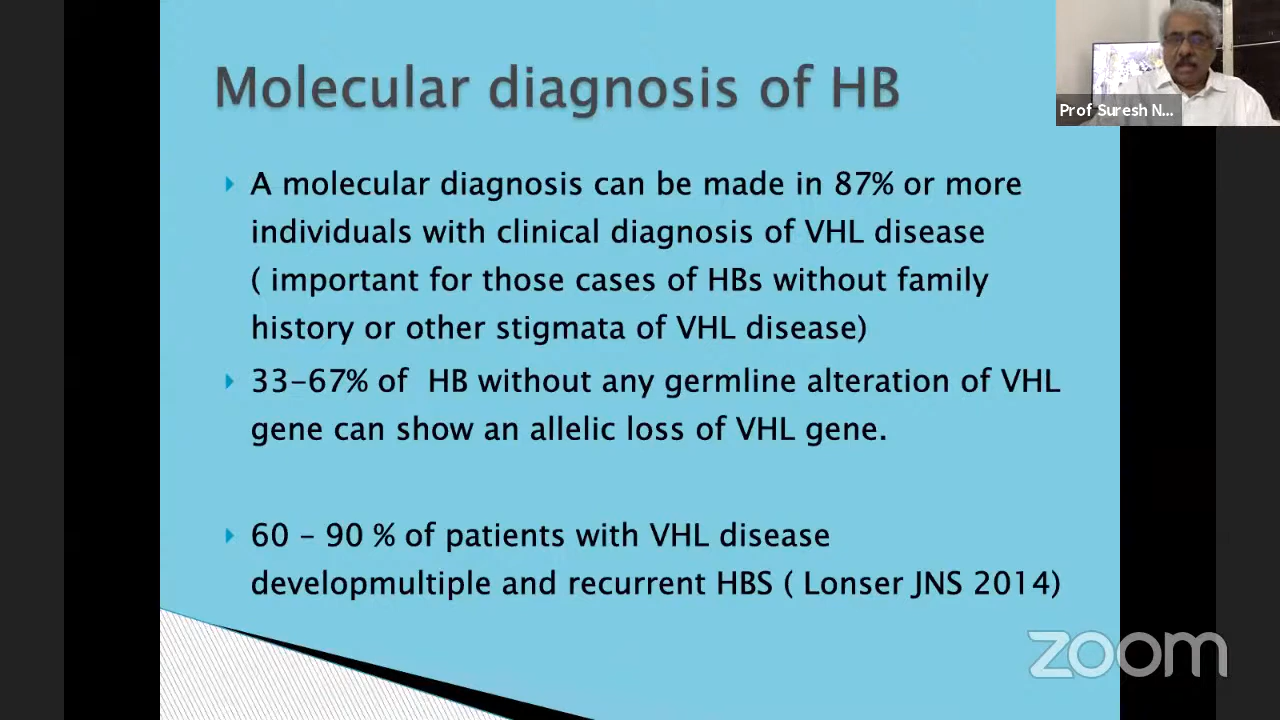 Molecular diagnosis of HB
Prof Suresh N...
A molecular diagnosis can be made in 87% or more
individuals with clinical diagnosis of VHL disease
( important for those cases of HBs without family
history or other stigmata of VHL disease)
33-67% of HB without any germline alteration of VHL
gene can show an allelic loss of VHL gene.
60 – 90 % of patients with VHL disease
developmultiple and recurrent HBS ( Lonser JNS 2014)
zoom